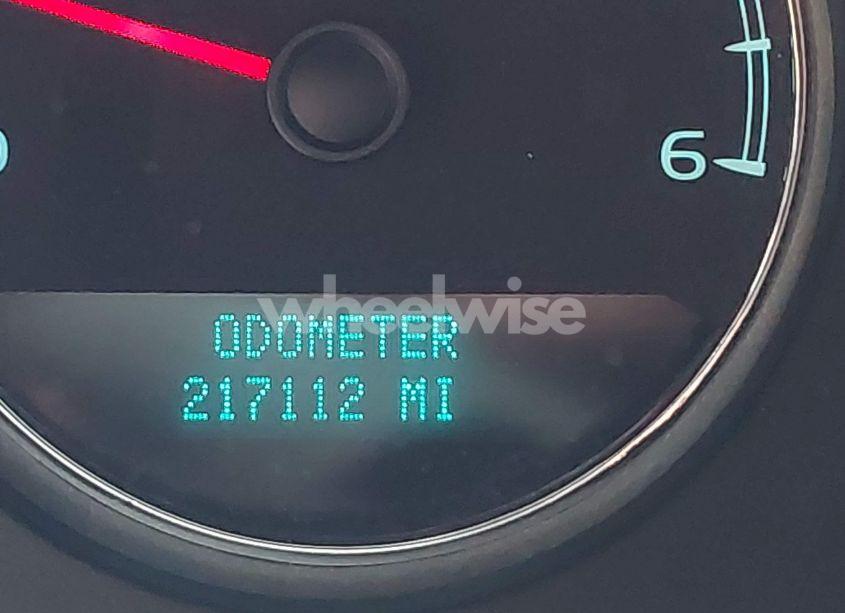 6
wheelwise
ODOMETER
217112 MI